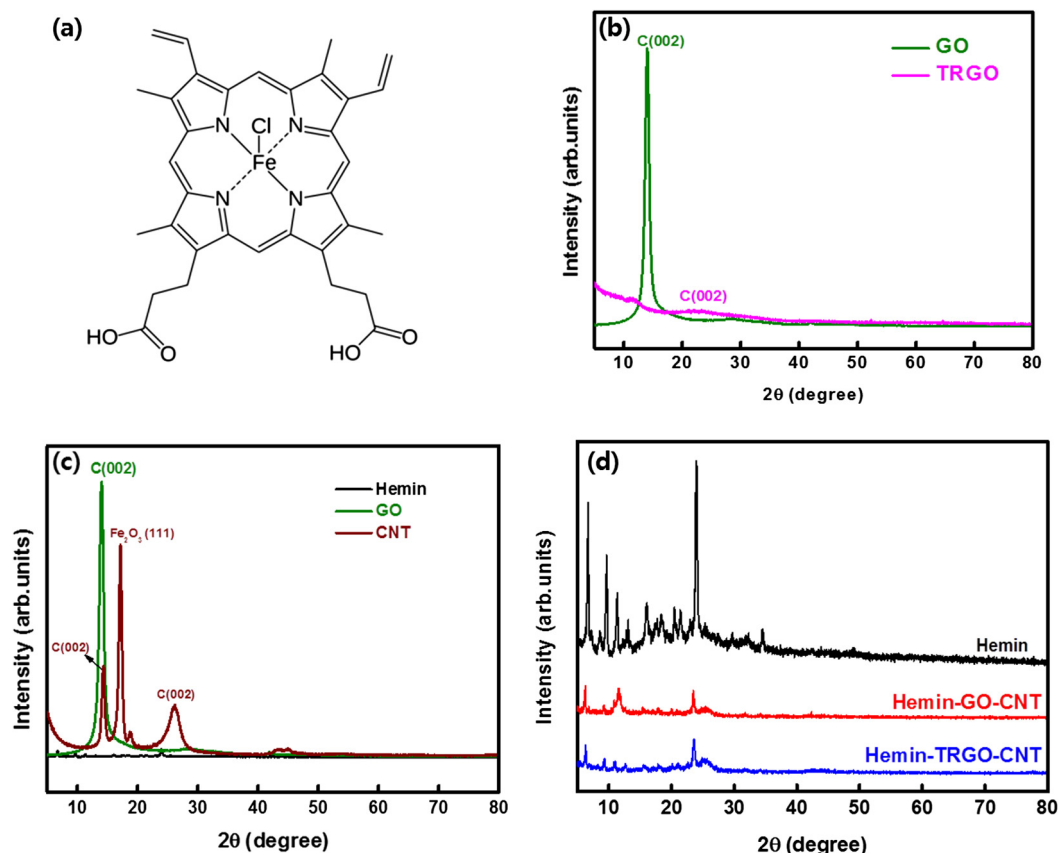 (a)
Cl
N
N
Fe
N
N
HO
O
HO
O
(b)
C(002)
GO
TRGO
C(002)
Intensity (arb.units)
10 20 30 40 50 60 70 80
2θ (degree)
(c)
C(002)
Hemin
GO
CNT
Fe₂O₃ (111)
C(002)
C(002)
Intensity (arb.units)
10 20 30 40 50 60 70 80
2θ (degree)
(d)
Hemin
Hemin-GO-CNT
Hemin-TRGO-CNT
Intensity (arb.units)
10 20 30 40 50 60 70 80
2θ (degree)